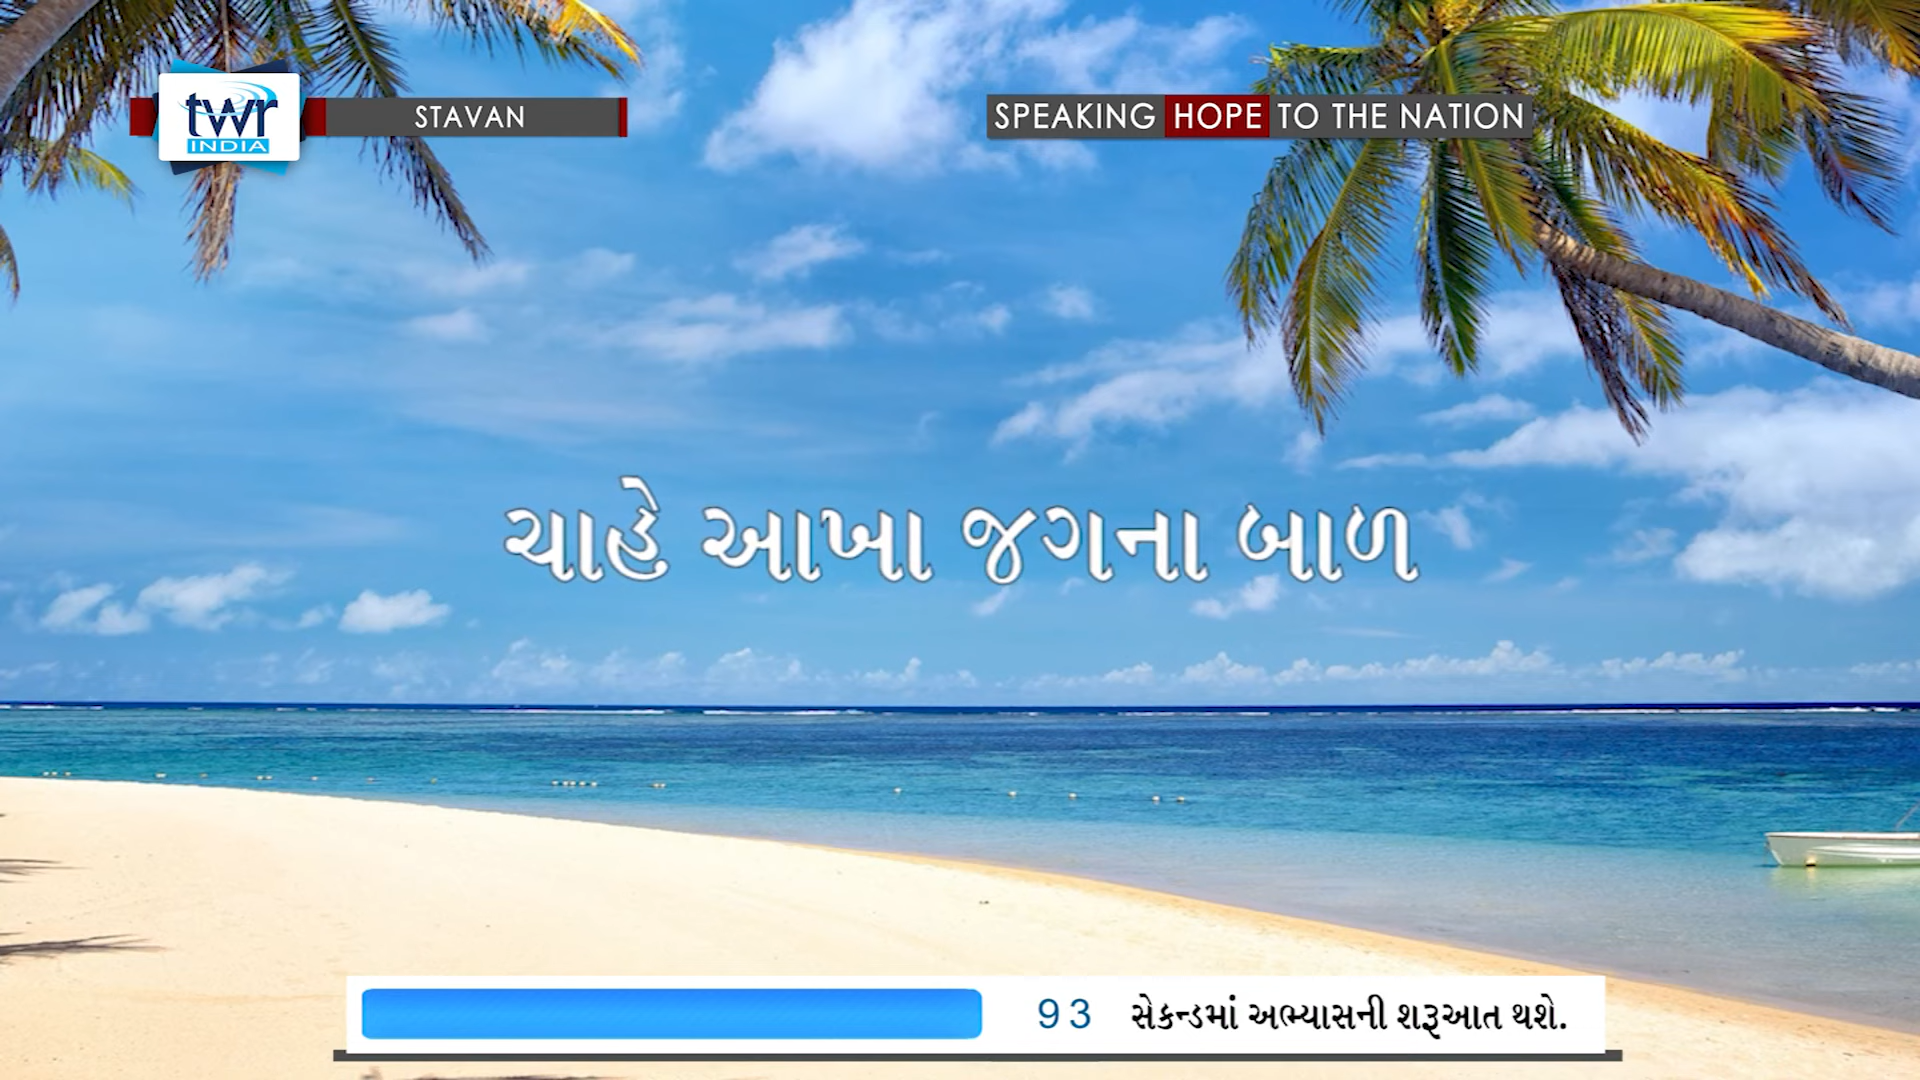 twr
INDIA
STAVAN
SPEAKING HOPE TO THE NATION
ચાહે આખા જગના બાળ
93 સેકન્ડમાં અભ્યાસની શરૂઆત થશે.